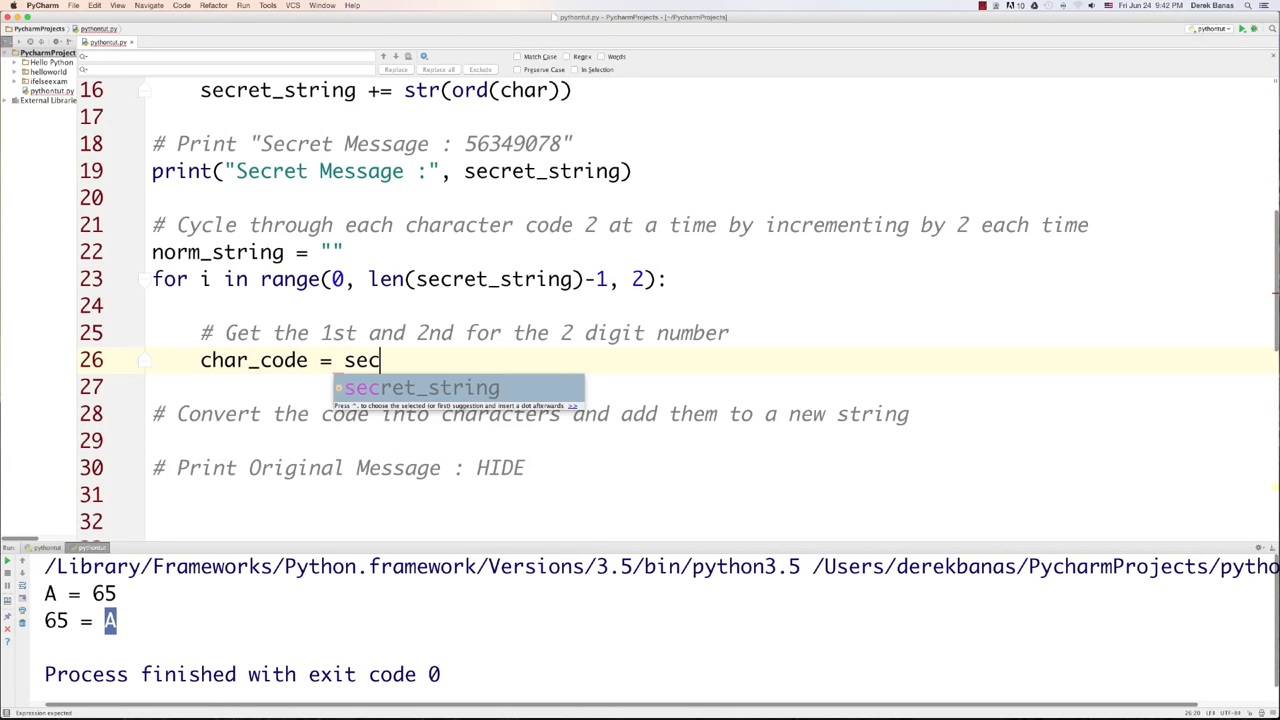 PyCharm File Edit View Navigate Code Refactor Run Tools VCS Window Help 10 Fri Jun 24 9:42 PM Derek Banas
pythontut.py - PycharmProjects - [~/PycharmProjects]
PycharmProjects pythontut.py pythontut
pythontut.py ×
PycharmProject
Hello Python
helloworld
ifelseexam
pythontut.py
External Librarie
Match Case Regex Words
Replace Replace all Exclude Preserve Case In Selection
16 secret_string += str(ord(char))
17
18 # Print "Secret Message : 56349078"
19 print("Secret Message :", secret_string)
20
21 # Cycle through each character code 2 at a time by incrementing by 2 each time
22 norm_string = ""
23 for i in range(0, len(secret_string)-1, 2):
24
25 # Get the 1st and 2nd for the 2 digit number
26 char_code = sec
secret_string
Press ^. to choose the selected (or first) suggestion and insert a dot afterwards >>
27
28 # Convert the code into characters and add them to a new string
29
30 # Print Original Message : HIDE
31
32
Run: pythontut pythontut
/Library/Frameworks/Python.framework/Versions/3.5/bin/python3.5 /Users/derekbanas/PycharmProjects/pytho
A = 65
65 = A
Process finished with exit code 0
Expression expected 26:20 LF÷ UTF-8÷